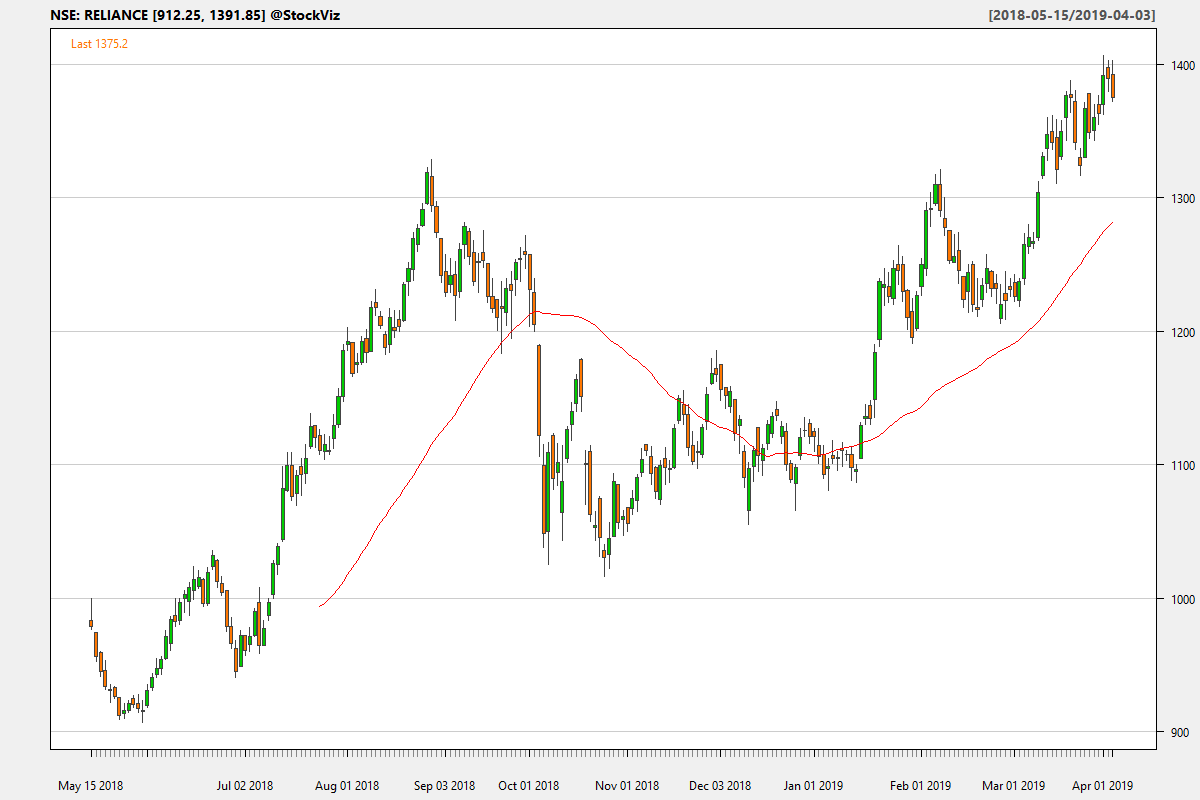 NSE: RELIANCE [912.25, 1391.85] @StockViz
[2018-05-15/2019-04-03]
Last 1375.2
1400
1300
1200
1100
1000
900
May 15 2018
Jul 02 2018
Aug 01 2018
Sep 03 2018
Oct 01 2018
Nov 01 2018
Dec 03 2018
Jan 01 2019
Feb 01 2019
Mar 01 2019
Apr 01 2019